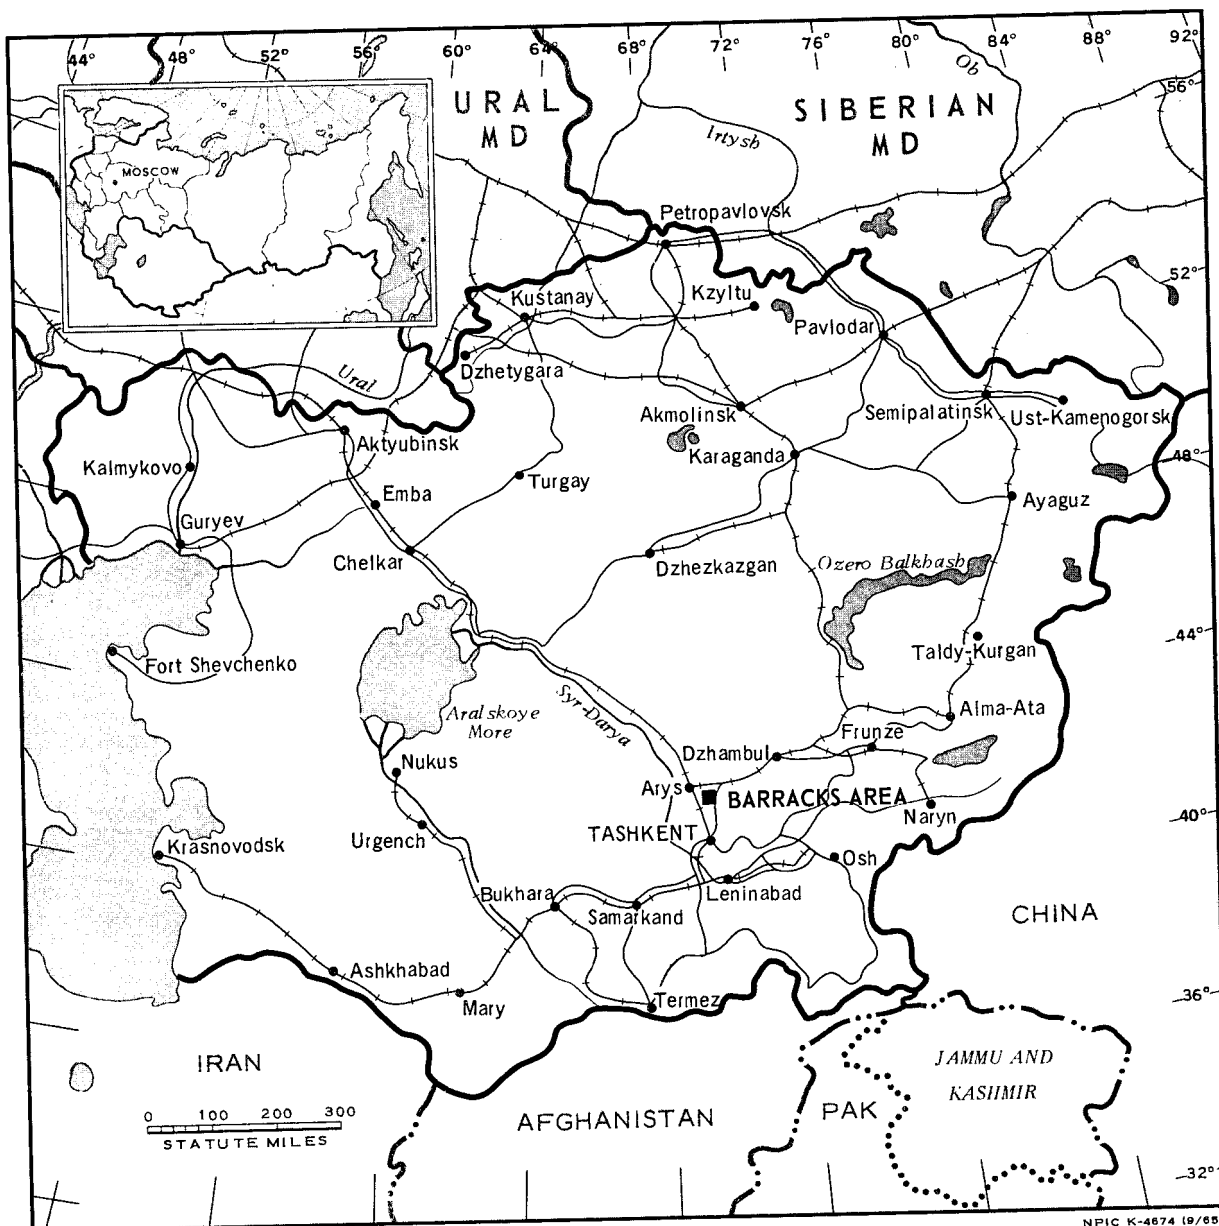 44°
48°
52°
56°
60°
64°
68°
72°
76°
80°
84°
88°
92°
URAL
MD
SIBERIAN
MD
Ob
56°
Irtysh
MOSCOW
Petropavlovsk
52°
Kustanay
Kzyltu
Pavlodar
Dzhetygara
Ural
Akmolinsk
Semipalatinsk
Ust-Kamenogorsk
Aktyubinsk
Karaganda
48°
Kalmykovo
Turgay
Emba
Ayaguz
Guryev
Chelkar
Dzhezkazgan
Ozero Balkhash
44°
Taldy-Kurgan
Fort Shevchenko
Syr-Darya
Aralskoye
More
Alma-Ata
Frunze
Dzhambul
Nukus
Arys
BARRACKS AREA
Naryn
40°
Urgench
TASHKENT
Krasnovodsk
Osh
Leninabad
Bukhara
Samarkand
CHINA
Ashkhabad
Mary
Termez
36°
IRAN
JAMMU AND
KASHMIR
AFGHANISTAN
PAK
0 100 200 300
STATUTE MILES
32°
NPIC K-4674 (9/65)